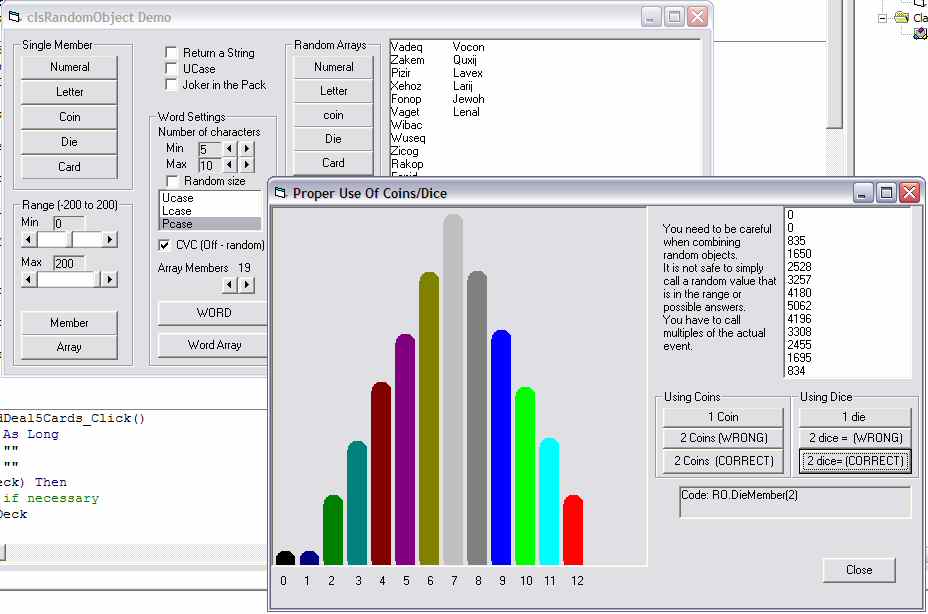 clsRandomObject Demo
Single Member
Numeral
Letter
Coin
Die
Card
Range (-200 to 200)
Min 0
Max 200
Member
Array
Return a String
UCase
Joker in the Pack
Word Settings
Number of characters
Min 5
Max 10
Random size
Ucase
Lcase
Pcase
CVC (Off - random)
Array Members 19
WORD
Word Array
Random Arrays
Numeral
Letter
coin
Die
Card
Vadeq Vocon
Zakem Quxij
Pizir Lavex
Xehoz Larij
Fonop Jewoh
Vaget Lenal
Wibac
Wuseq
Zicog
Rakop
Cla
dDeal5Cards_Click()
As Long
""
""
eck) Then
if necessary
Deck
Proper Use Of Coins/Dice
0 1 2 3 4 5 6 7 8 9 10 11 12
You need to be careful
when combining
random objects.
It is not safe to simply
call a random value that
is in the range or
possible answers.
You have to call
multiples of the actual
event.
0
0
835
1650
2528
3257
4180
5062
4196
3308
2455
1695
834
Using Coins
1 Coin
2 Coins (WRONG)
2 Coins (CORRECT)
Using Dice
1 die
2 dice = (WRONG)
2 dice= (CORRECT)
Code: RO.DieMember(2)
Close